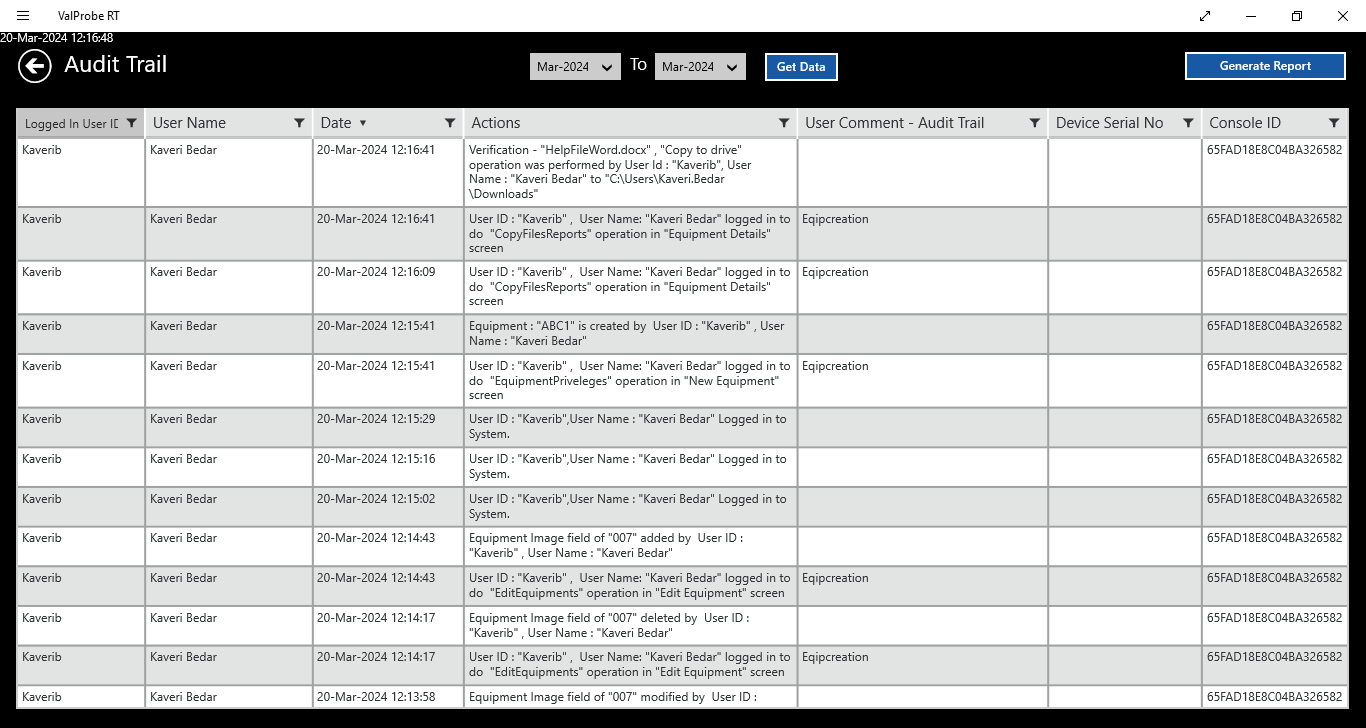 ValProbe RT
20-Mar-2024 12:16:48
Audit Trail
Mar-2024 To Mar-2024 Get Data Generate Report
Logged In User ID User Name Date Actions User Comment - Audit Trail Device Serial No Console ID
Kaverib Kaveri Bedar 20-Mar-2024 12:16:41 Verification - "HelpFileWord.docx" , "Copy to drive" 65FAD18E8C04BA326582
operation was performed by User Id : "Kaverib", User
Name : "Kaveri Bedar" to "C:\Users\Kaveri.Bedar
\Downloads"
Kaverib Kaveri Bedar 20-Mar-2024 12:16:41 User ID : "Kaverib" ,  User Name: "Kaveri Bedar" logged in to Eqipcreation 65FAD18E8C04BA326582
do  "CopyFilesReports" operation in "Equipment Details"
screen
Kaverib Kaveri Bedar 20-Mar-2024 12:16:09 User ID : "Kaverib" ,  User Name: "Kaveri Bedar" logged in to Eqipcreation 65FAD18E8C04BA326582
do  "CopyFilesReports" operation in "Equipment Details"
screen
Kaverib Kaveri Bedar 20-Mar-2024 12:15:41 Equipment : "ABC1" is created by  User ID : "Kaverib" , User 65FAD18E8C04BA326582
Name : "Kaveri Bedar"
Kaverib Kaveri Bedar 20-Mar-2024 12:15:41 User ID : "Kaverib" ,  User Name: "Kaveri Bedar" logged in to Eqipcreation 65FAD18E8C04BA326582
do  "EquipmentPriveleges" operation in "New Equipment"
screen
Kaverib Kaveri Bedar 20-Mar-2024 12:15:29 User ID : "Kaverib",User Name : "Kaveri Bedar" Logged in to 65FAD18E8C04BA326582
System.
Kaverib Kaveri Bedar 20-Mar-2024 12:15:16 User ID : "Kaverib",User Name : "Kaveri Bedar" Logged in to 65FAD18E8C04BA326582
System.
Kaverib Kaveri Bedar 20-Mar-2024 12:15:02 User ID : "Kaverib",User Name : "Kaveri Bedar" Logged in to 65FAD18E8C04BA326582
System.
Kaverib Kaveri Bedar 20-Mar-2024 12:14:43 Equipment Image field of "007" added by  User ID : 65FAD18E8C04BA326582
"Kaverib" , User Name : "Kaveri Bedar"
Kaverib Kaveri Bedar 20-Mar-2024 12:14:43 User ID : "Kaverib" ,  User Name: "Kaveri Bedar" logged in to Eqipcreation 65FAD18E8C04BA326582
do  "EditEquipments" operation in "Edit Equipment" screen
Kaverib Kaveri Bedar 20-Mar-2024 12:14:17 Equipment Image field of "007" deleted by  User ID : 65FAD18E8C04BA326582
"Kaverib" , User Name : "Kaveri Bedar"
Kaverib Kaveri Bedar 20-Mar-2024 12:14:17 User ID : "Kaverib" ,  User Name: "Kaveri Bedar" logged in to Eqipcreation 65FAD18E8C04BA326582
do  "EditEquipments" operation in "Edit Equipment" screen
Kaverib Kaveri Bedar 20-Mar-2024 12:13:58 Equipment Image field of "007" modified by  User ID : 65FAD18E8C04BA326582